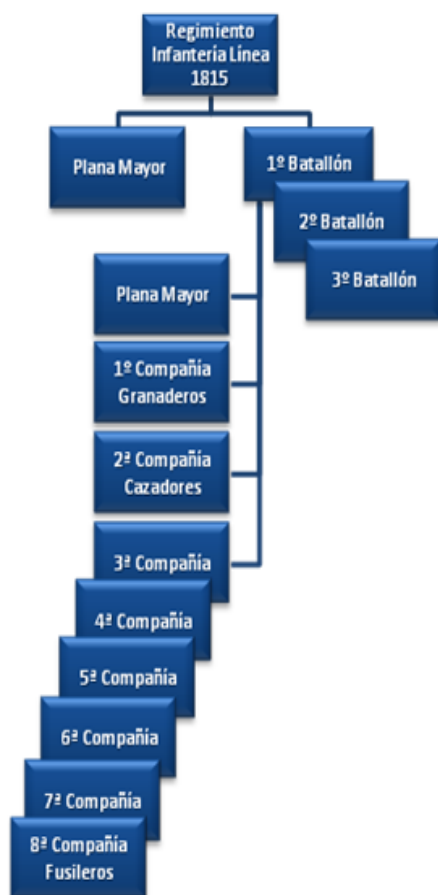 Regimiento
Infantería Línea
1815
Plana Mayor
1º Batallón
2º Batallón
3º Batallón
Plana Mayor
1º Compañía
Granaderos
2ª Compañía
Cazadores
3ª Compañía
4ª Compañía
5ª Compañía
6ª Compañía
7ª Compañía
8ª Compañía
Fusileros